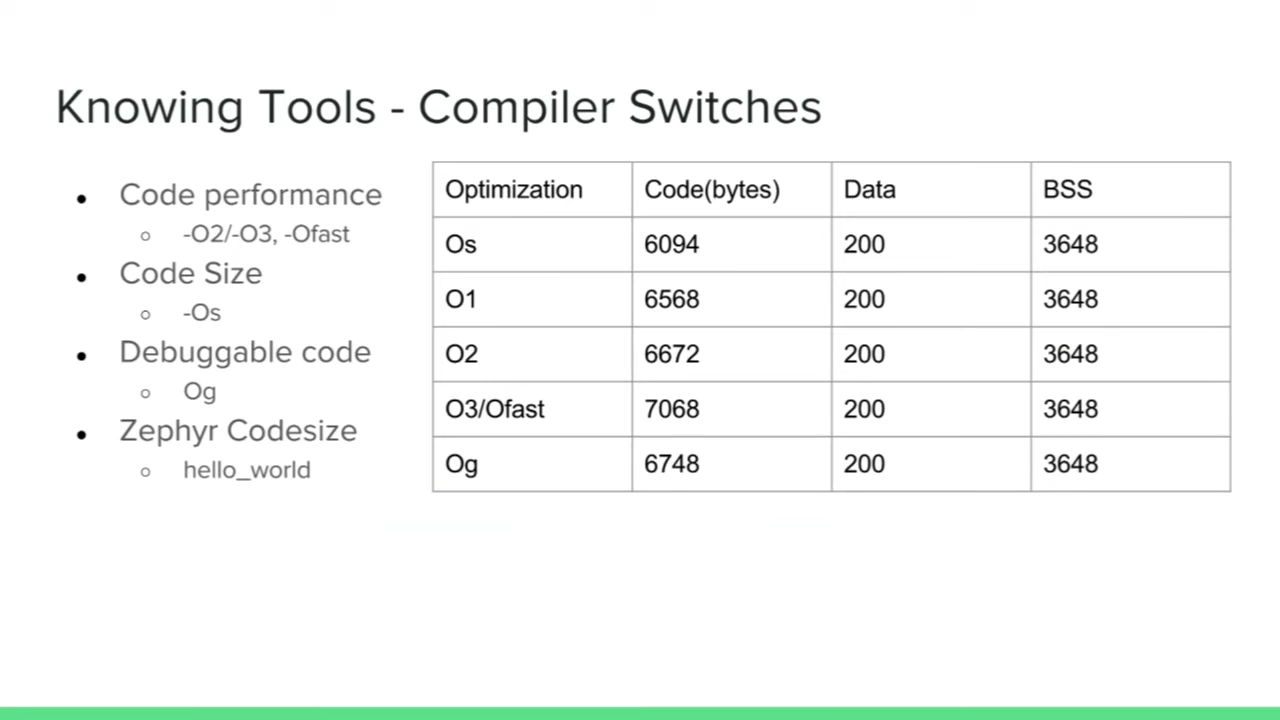 Knowing Tools - Compiler Switches
Code performance
-O2/-O3, -Ofast
Code Size
-Os
Debuggable code
Og
Zephyr Codesize
hello_world
Optimization Code(bytes) Data BSS
Os 6094 200 3648
O1 6568 200 3648
O2 6672 200 3648
O3/Ofast 7068 200 3648
Og 6748 200 3648